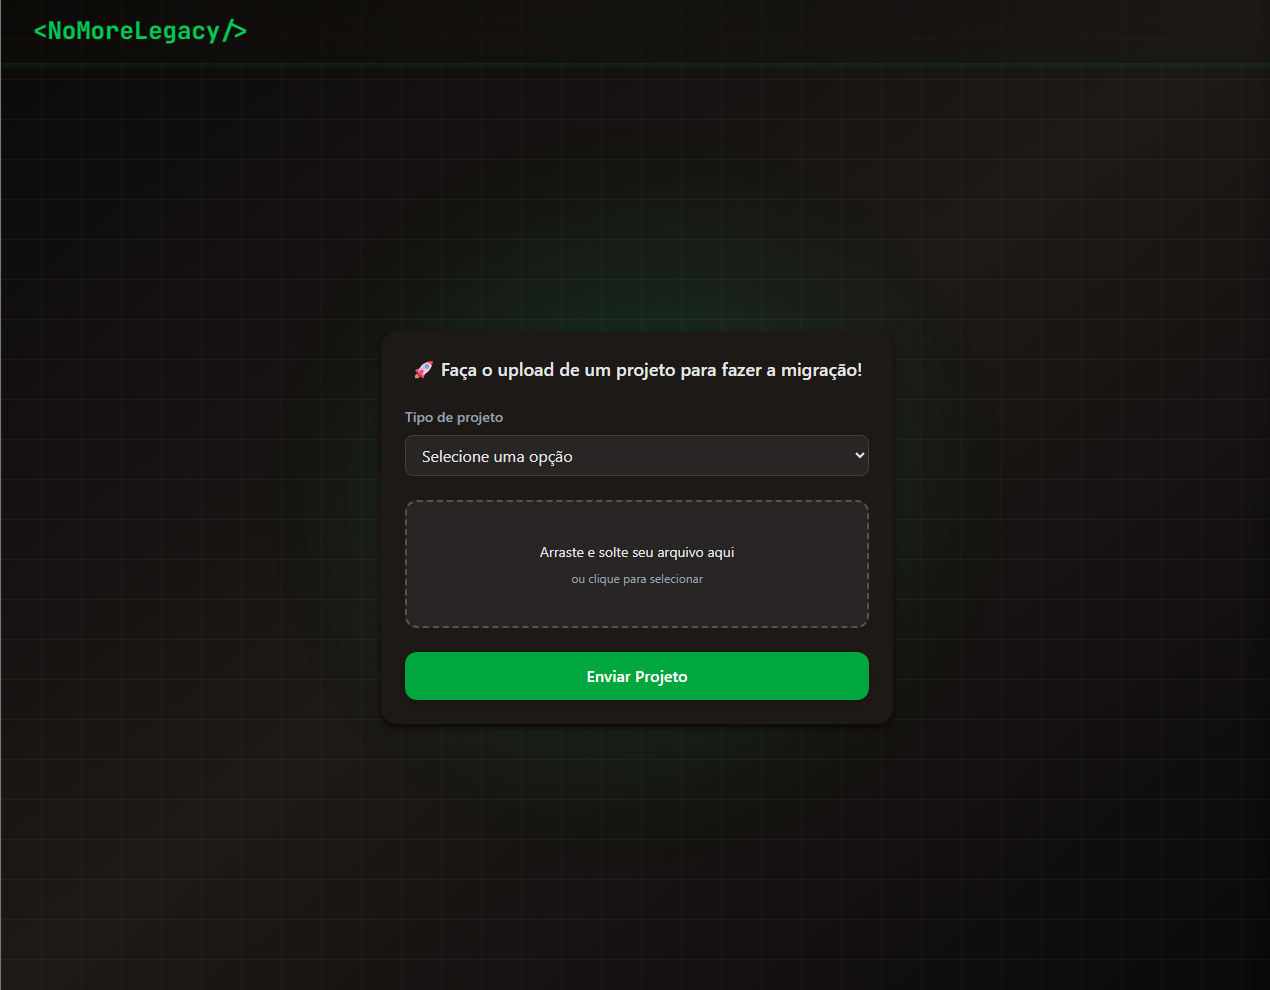 <NoMoreLegacy/>
🚀 Faça o upload de um projeto para fazer a migração!
Tipo de projeto
Selecione uma opção
Arraste e solte seu arquivo aqui
ou clique para selecionar
Enviar Projeto